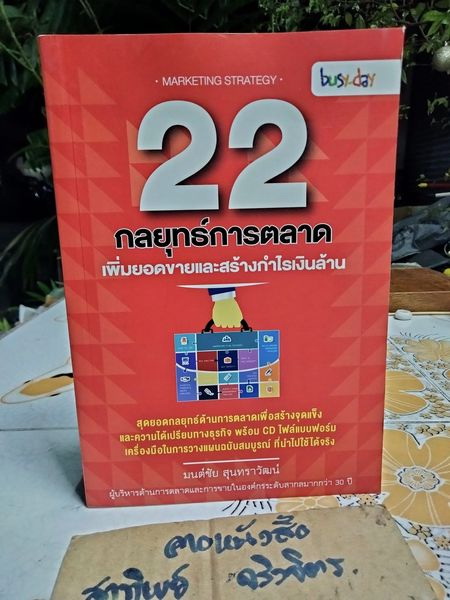 • MARKETING STRATEGY •
busy-day
22
กลยุทธ์การตลาด
เพิ่มยอดขายและสร้างกำไรเงินล้าน
สุดยอดกลยุทธ์ด้านการตลาดเพื่อสร้างจุดแข็ง
และความได้เปรียบทางธุรกิจ พร้อม CD ไฟล์แบบฟอร์ม
เครื่องมือในการวางแผนฉบับสมบูรณ์ ที่นำไปใช้ได้จริง
มนต์ชัย สุนทราวัฒน์
ผู้บริหารด้านการตลาดและการขายในองค์กรระดับสากลมากกว่า 30 ปี